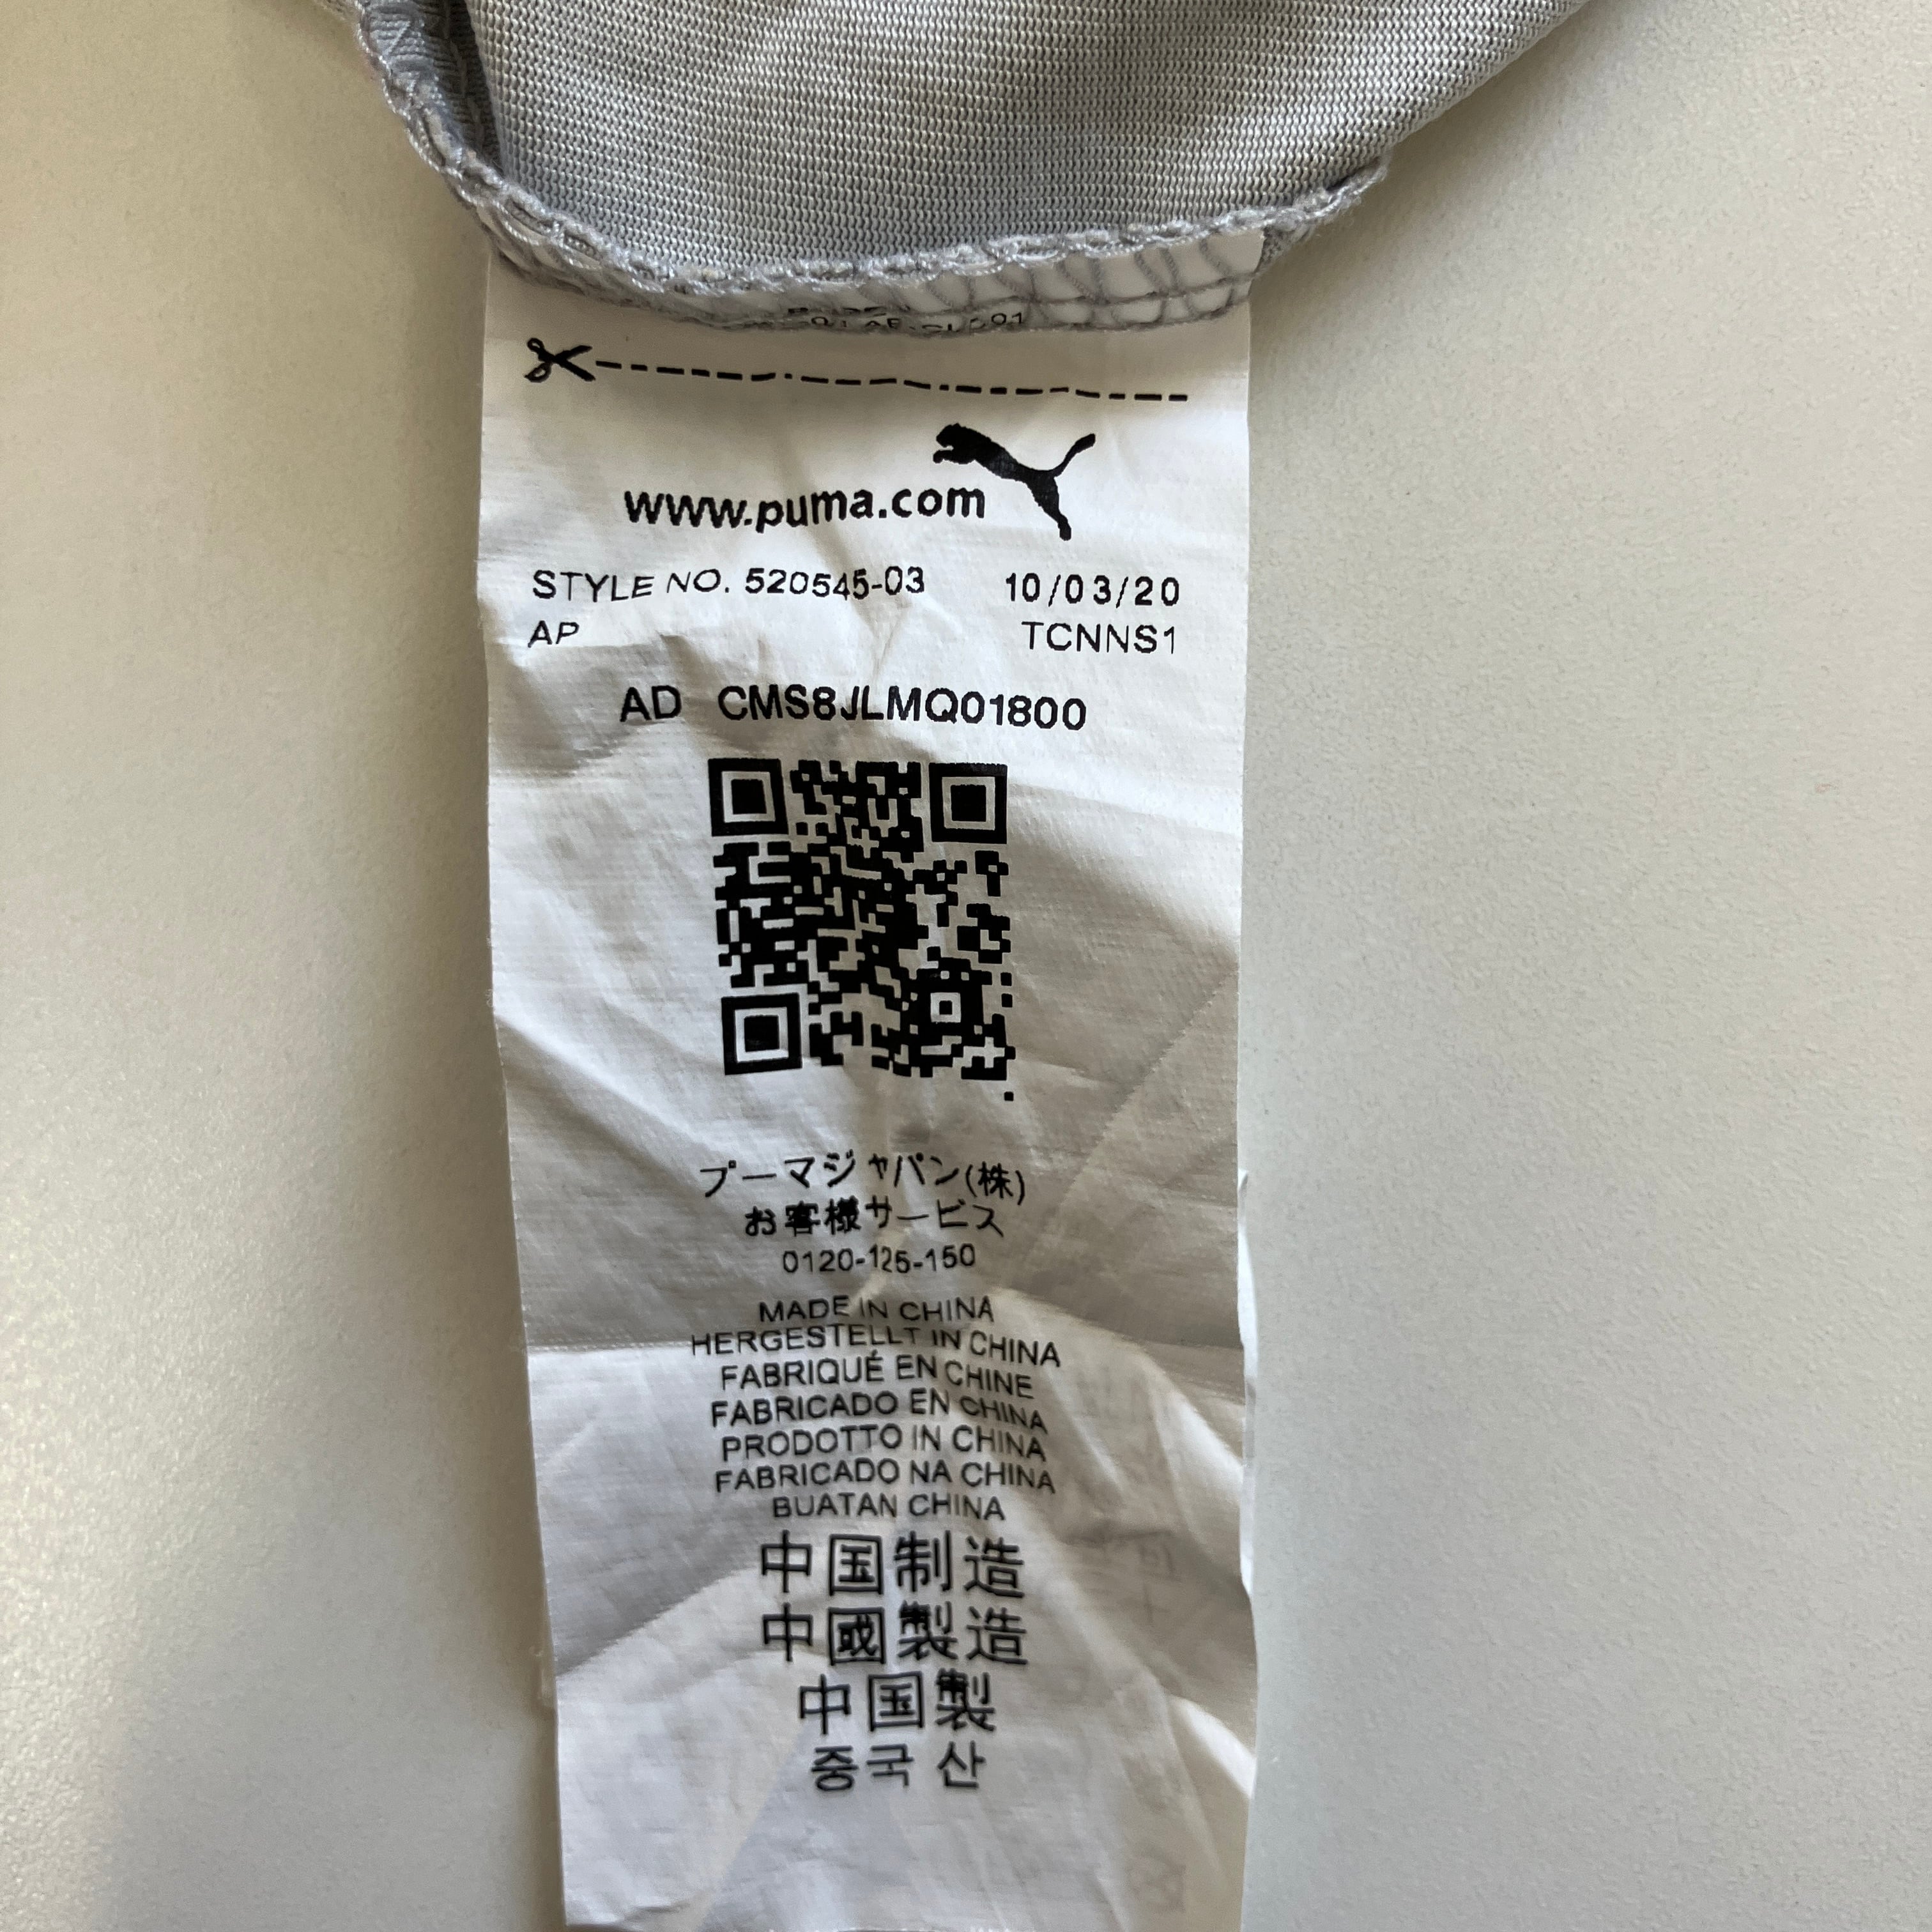 www.puma.com
STYLE NO. 520545-03 10/03/20
AP TCNNS1
AD CMS8JLMQ01800
プーマジャパン(株)
お客様サービス
0120-125-150
MADE IN CHINA
HERGESTELLT IN CHINA
FABRIQUÉ EN CHINE
FABRICADO EN CHINA
PRODOTTO IN CHINA
FABRICADO NA CHINA
BUATAN CHINA
中国制造
中國製造
中国製
중국 산